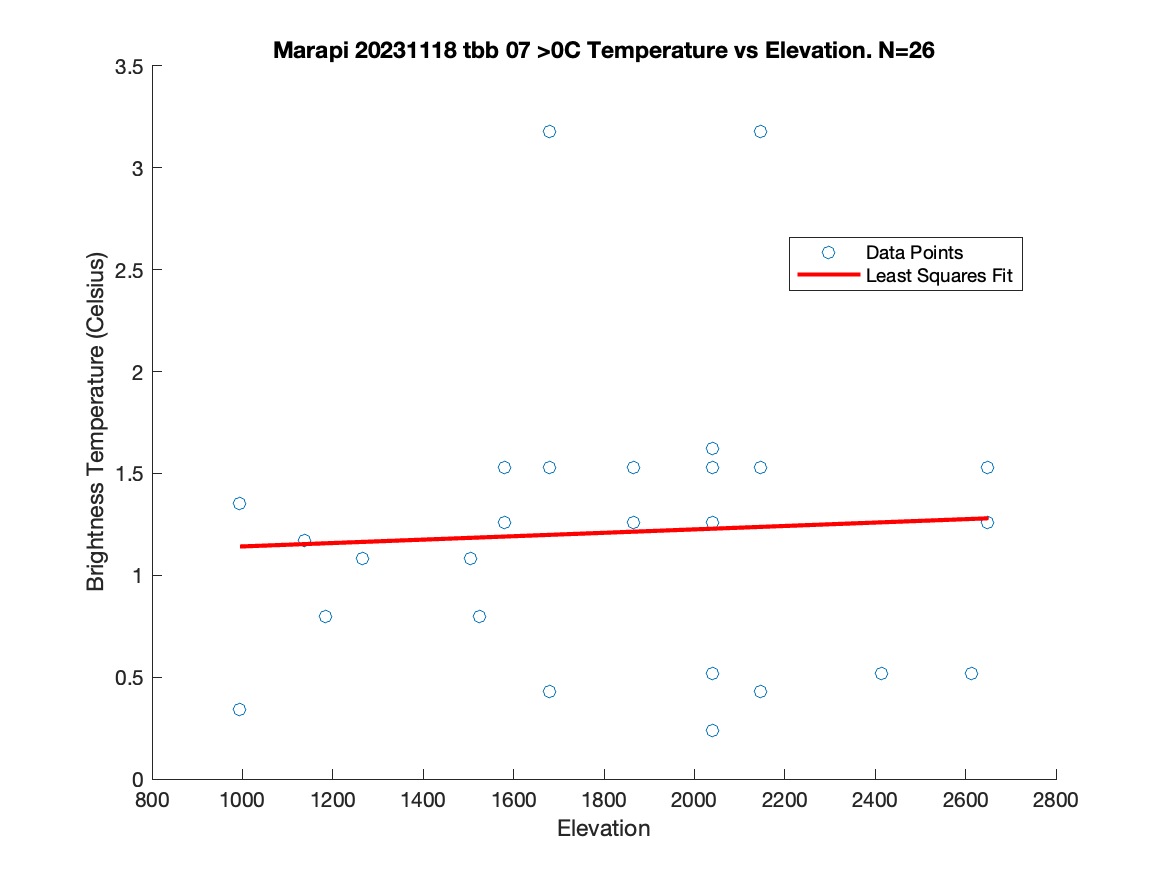 Marapi 20231118 tbb 07 >0C Temperature vs Elevation. N=26
3.5
3
2.5
2
1.5
1
0.5
0
Brightness Temperature (Celsius)
Data Points
Least Squares Fit
800 1000 1200 1400 1600 1800 2000 2200 2400 2600 2800
Elevation